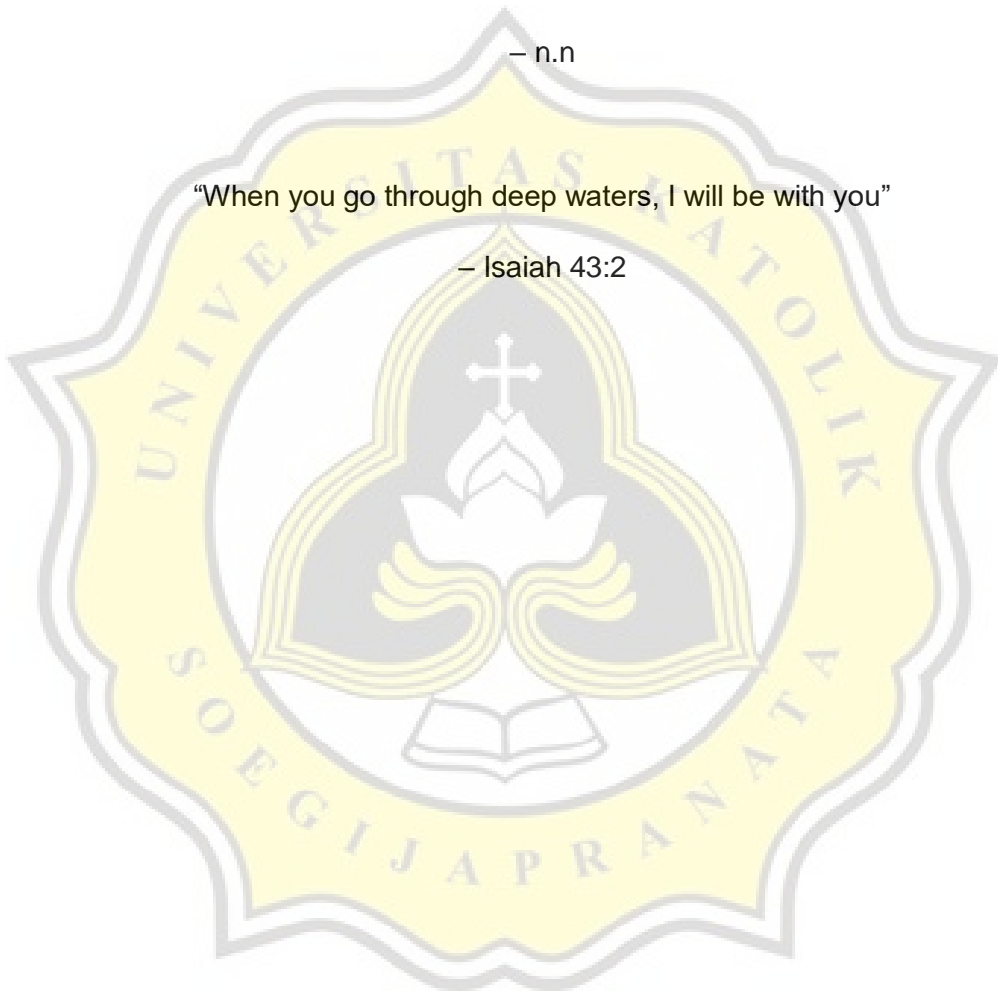 – n.n
“When you go through deep waters, I will be with you”
– Isaiah 43:2
UNIVERSITAS KATOLIK
SOEGIJAPRANATA